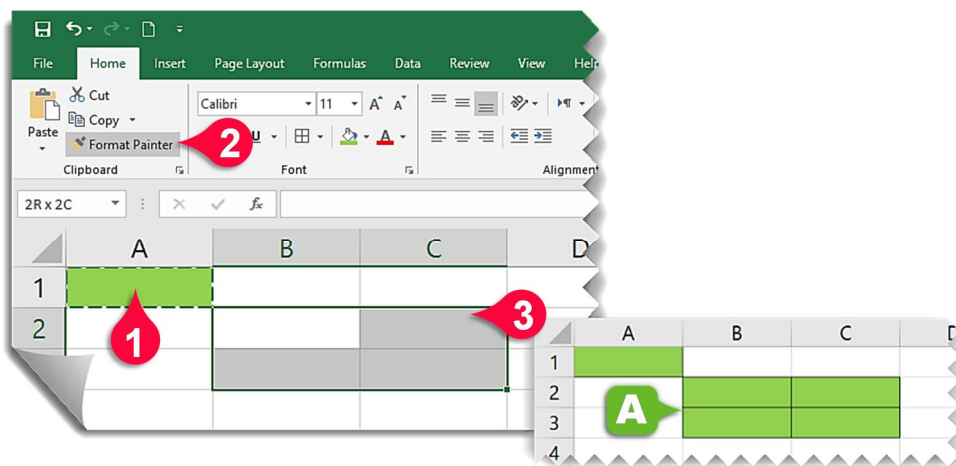 File Home Insert Page Layout Formulas Data Review View Help
Cut
Copy
Paste
Format Painter
2
Calibri 11 A A
U A
Clipboard Font Alignment
2R x 2C fx
A B C D
1
2
1
3
A B C D
1
2
3
4
A